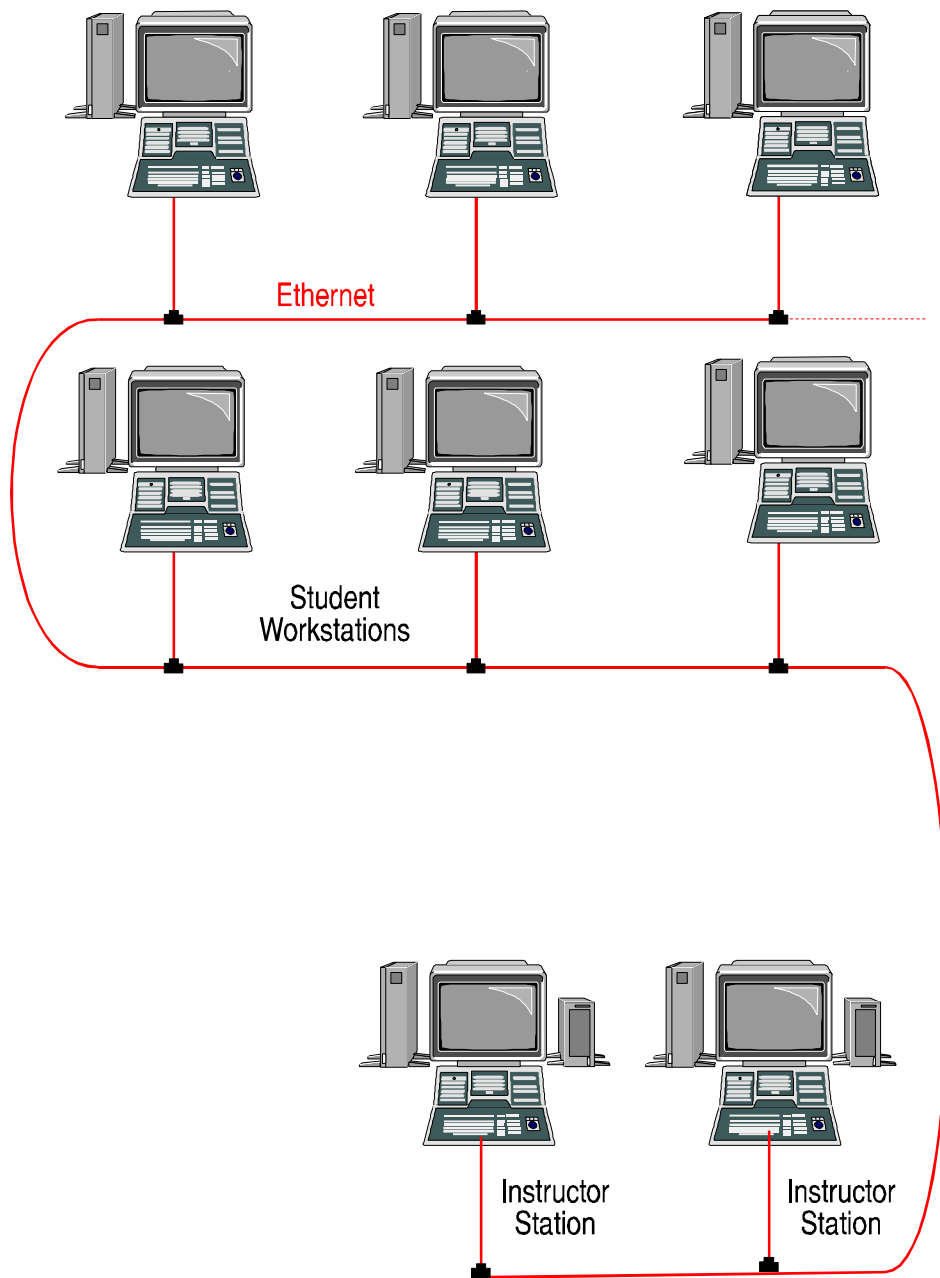 Ethernet
Student
Workstations
Instructor
Station
Instructor
Station